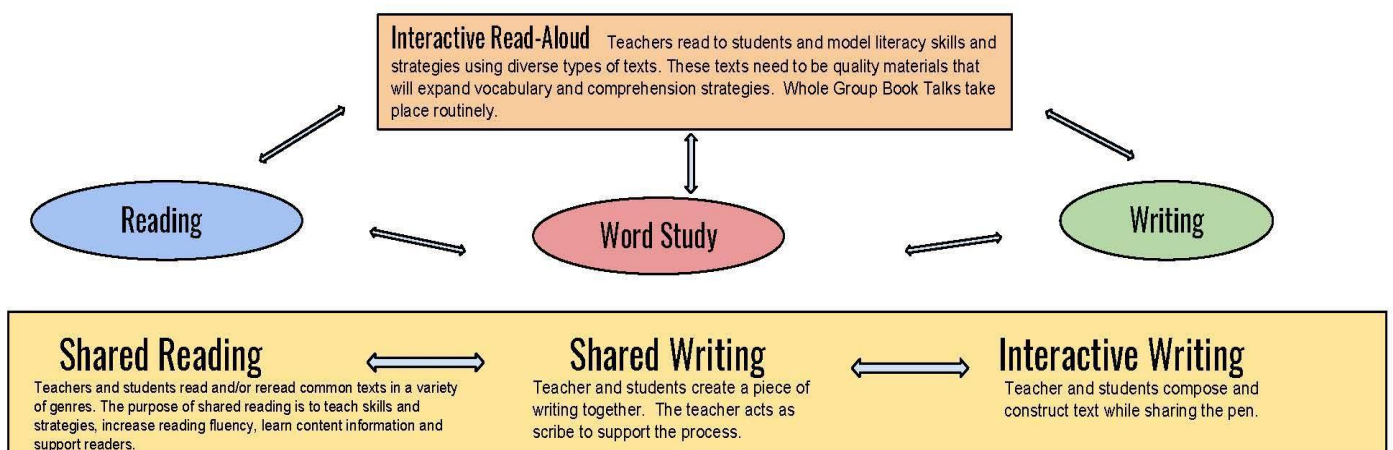 Interactive Read-Aloud Teachers read to students and model literacy skills and
strategies using diverse types of texts. These texts need to be quality materials that
will expand vocabulary and comprehension strategies. Whole Group Book Talks take
place routinely.
Reading
Word Study
Writing
Shared Reading
Teachers and students read and/or reread common texts in a variety
of genres. The purpose of shared reading is to teach skills and
strategies, increase reading fluency, learn content information and
support readers.
Shared Writing
Teacher and students create a piece of
writing together. The teacher acts as
scribe to support the process.
Interactive Writing
Teacher and students compose and
construct text while sharing the pen.